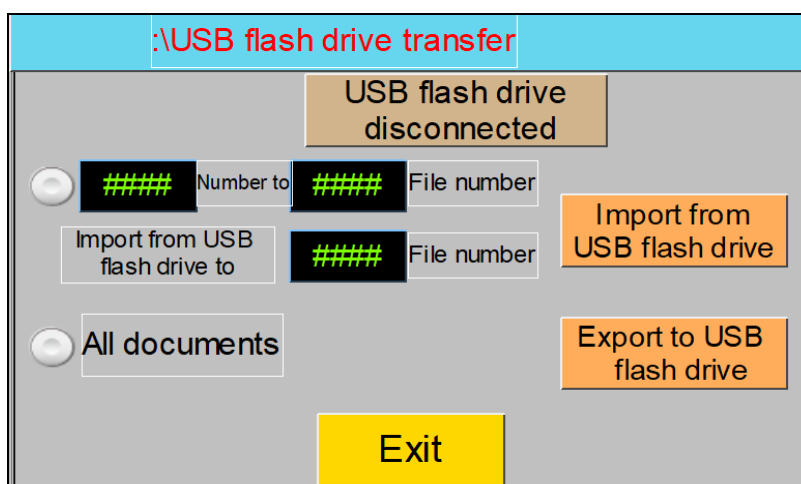 :\USB flash drive transfer
USB flash drive
disconnected
#### Number to #### File number
Import from USB
flash drive to
#### File number
Import from
USB flash drive
All documents
Export to USB
flash drive
Exit